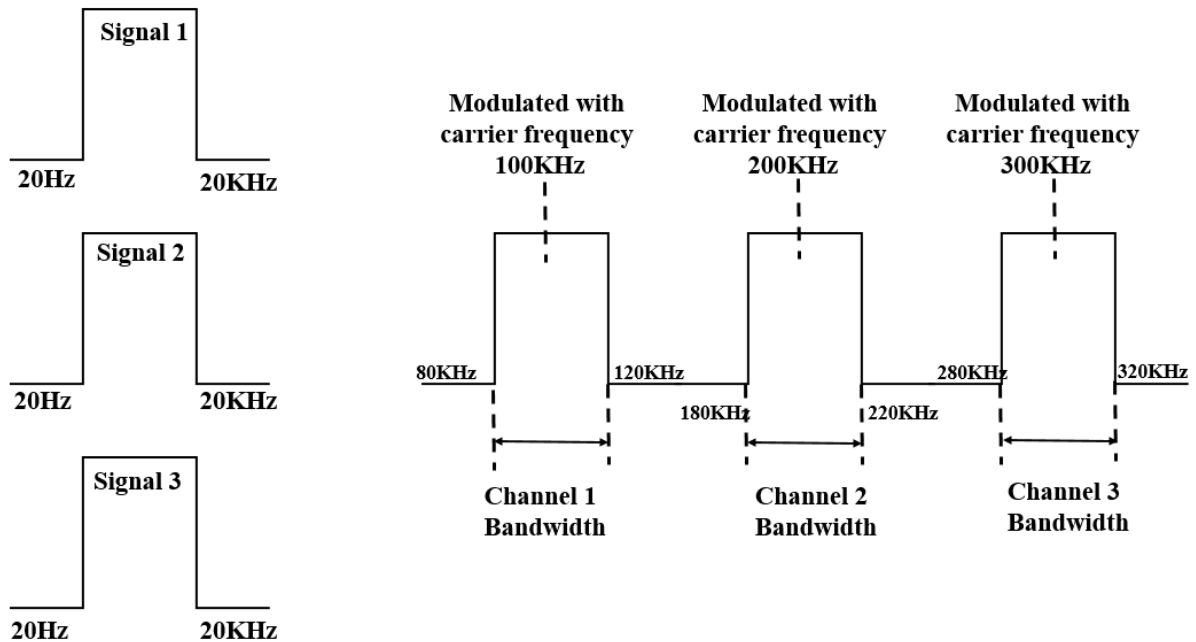 Signal 1
20Hz
20KHz
Signal 2
20Hz
20KHz
Signal 3
20Hz
20KHz
Modulated with
carrier frequency
100KHz
Modulated with
carrier frequency
200KHz
Modulated with
carrier frequency
300KHz
80KHz
120KHz
180KHz
220KHz
280KHz
320KHz
Channel 1
Bandwidth
Channel 2
Bandwidth
Channel 3
Bandwidth